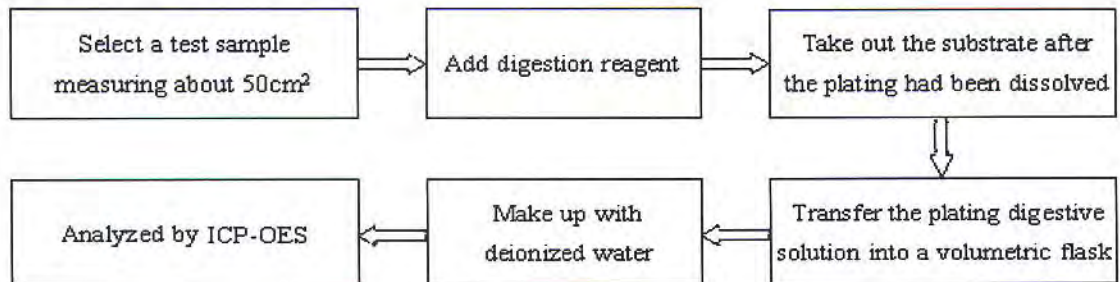 Select a test sample
measuring about 50cm²
Add digestion reagent
Take out the substrate after
the plating had been dissolved
Transfer the plating digestive
solution into a volumetric flask
Make up with
deionized water
Analyzed by ICP-OES